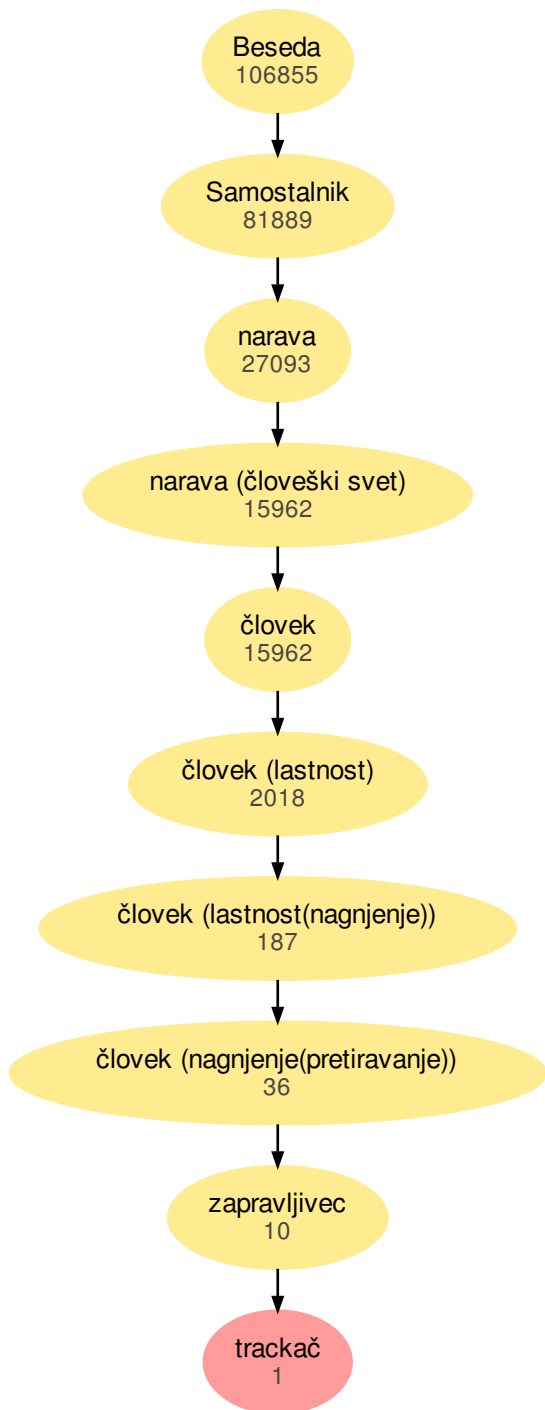 Beseda
106855
Samostalnik
81889
narava
27093
narava (človeški svet)
15962
človek
15962
človek (lastnost)
2018
človek (lastnost(nagnjenje))
187
človek (nagnjenje(pretiravanje))
36
zapravljivec
10
trackač
1